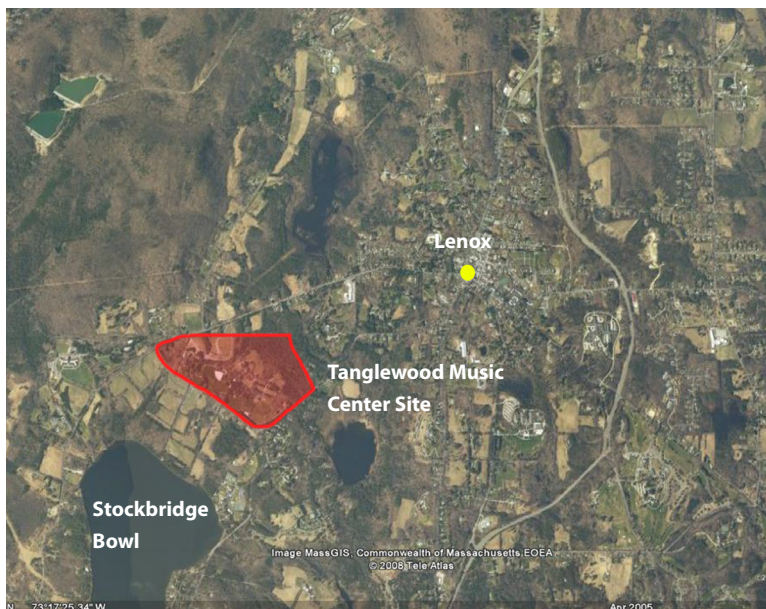 Lenox
Tanglewood Music
Center Site
Stockbridge
Bowl
Image MassGIS, Commonwealth of Massachusetts EOEA
© 2008 Tele Atlas
N 73°17'25.34" W
Apr 2005